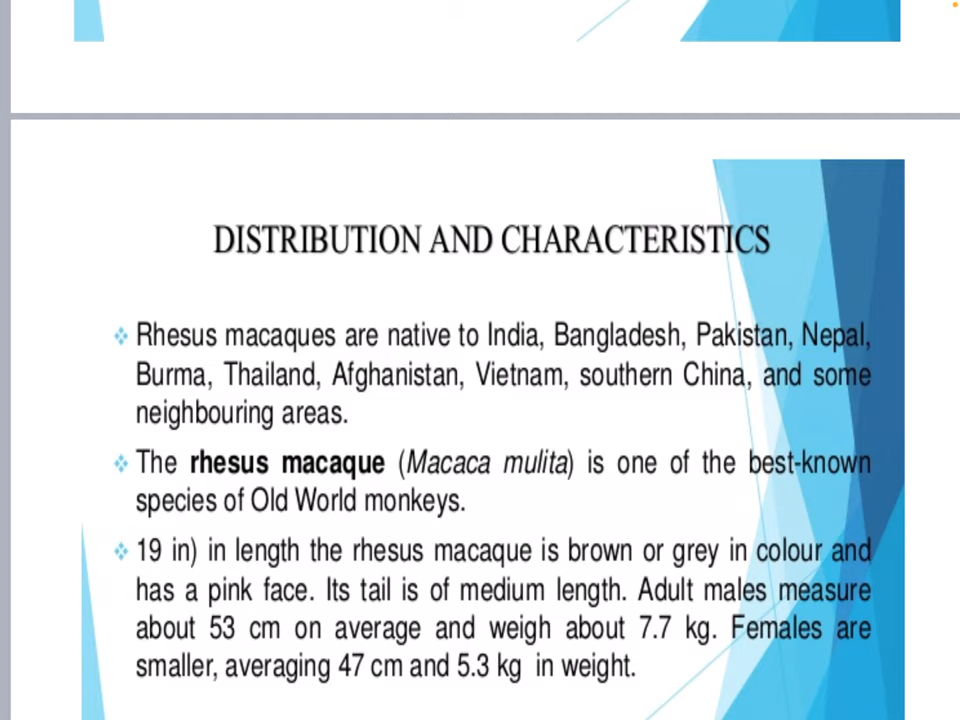 DISTRIBUTION AND CHARACTERISTICS
Rhesus macaques are native to India, Bangladesh, Pakistan, Nepal,
Burma, Thailand, Afghanistan, Vietnam, southern China, and some
neighbouring areas.
The rhesus macaque (Macaca mulita) is one of the best-known
species of Old World monkeys.
19 in) in length the rhesus macaque is brown or grey in colour and
has a pink face. Its tail is of medium length. Adult males measure
about 53 cm on average and weigh about 7.7 kg. Females are
smaller, averaging 47 cm and 5.3 kg in weight.